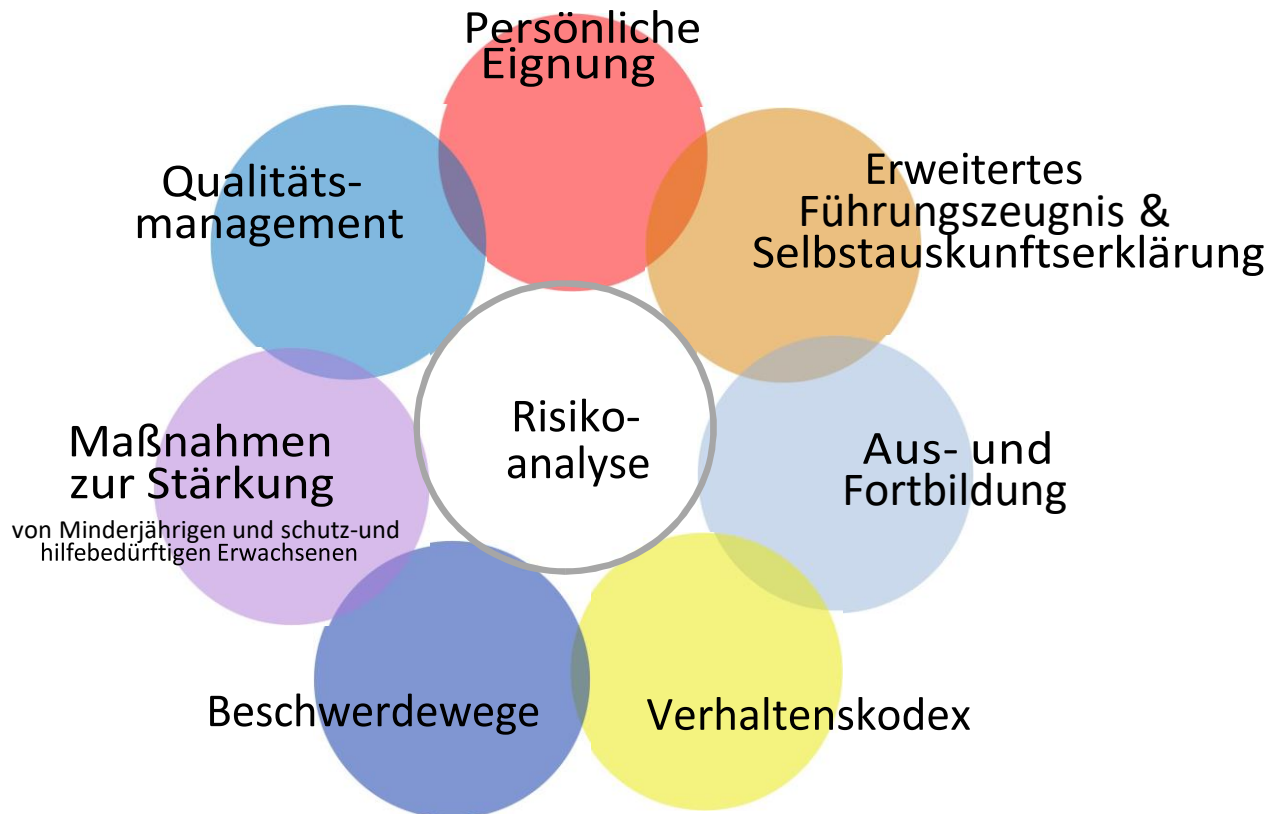 Persönliche
Eignung
Erweitertes
Führungszeugnis &
Selbstauskunftserklärung
Aus- und
Fortbildung
Verhaltenskodex
Beschwerdewege
Maßnahmen
zur Stärkung
von Minderjährigen und schutz-und
hilfebedürftigen Erwachsenen
Qualitäts-
management
Risiko-
analyse